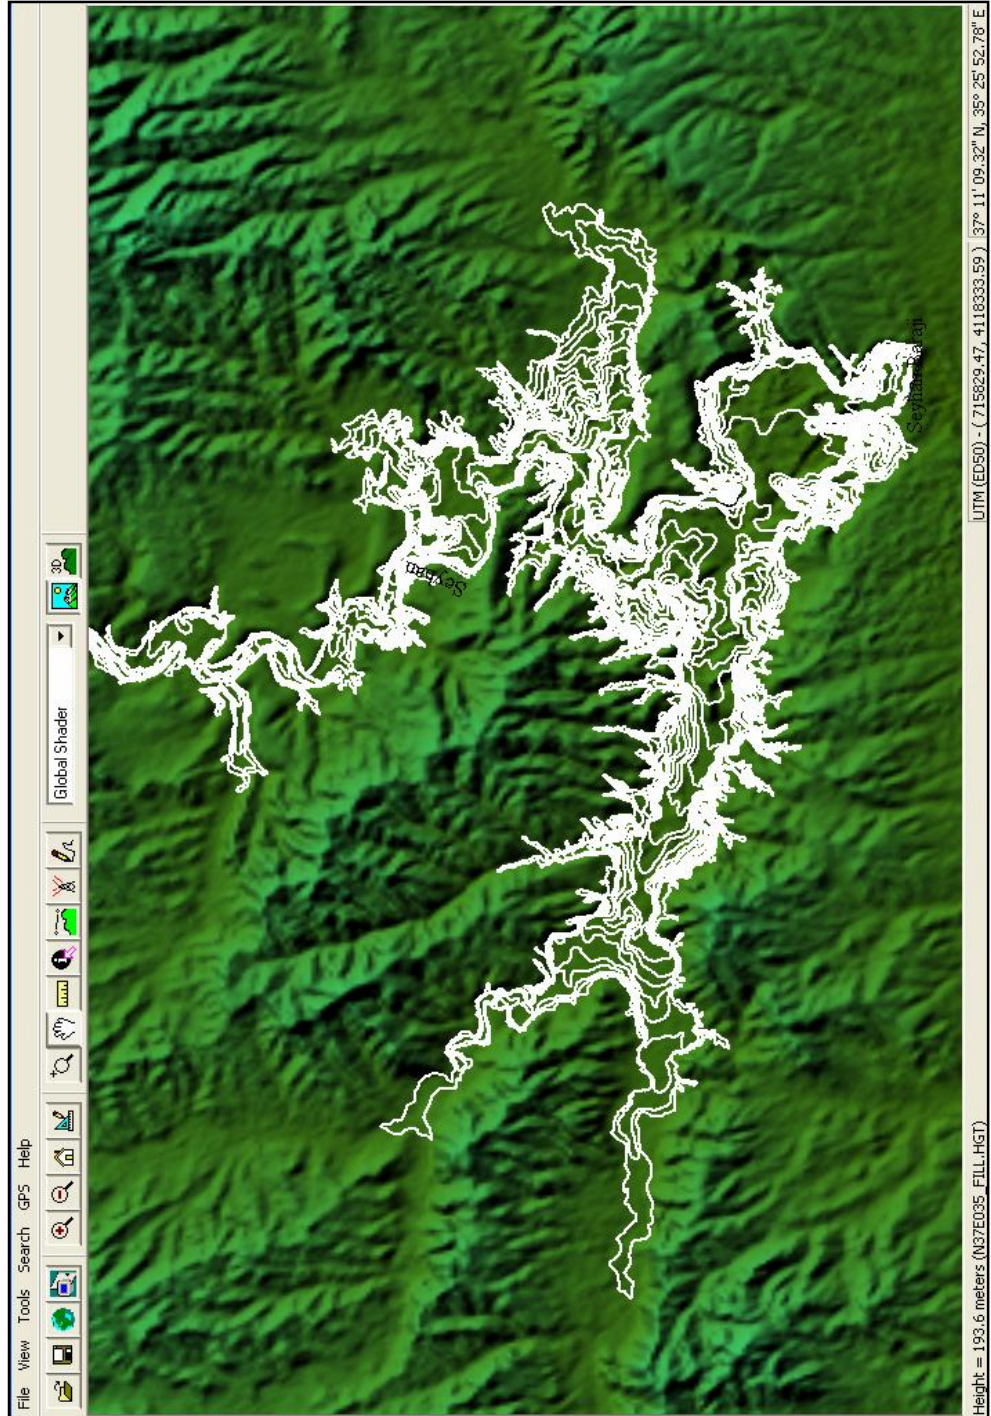 File View Tools Search GPS Help
Global Shader
3D
Seyhan
Seyhan Baraji
Height = 193.6 meters (N37E035_FILL.HGT)
UTM (ED50) - ( 715829.47, 4118333.59 )
37° 11' 09.32" N, 35° 25' 52.78" E